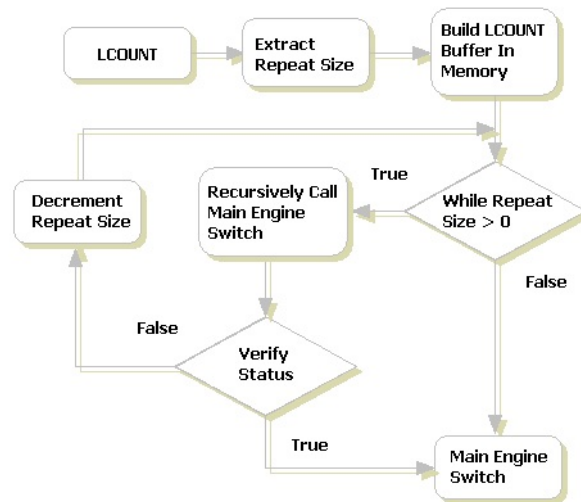 LCOUNT
Extract
Repeat Size
Build LCOUNT
Buffer In
Memory
True
While Repeat
Size > 0
Recursively Call
Main Engine
Switch
Decrement
Repeat Size
False
False
Verify
Status
True
Main Engine
Switch